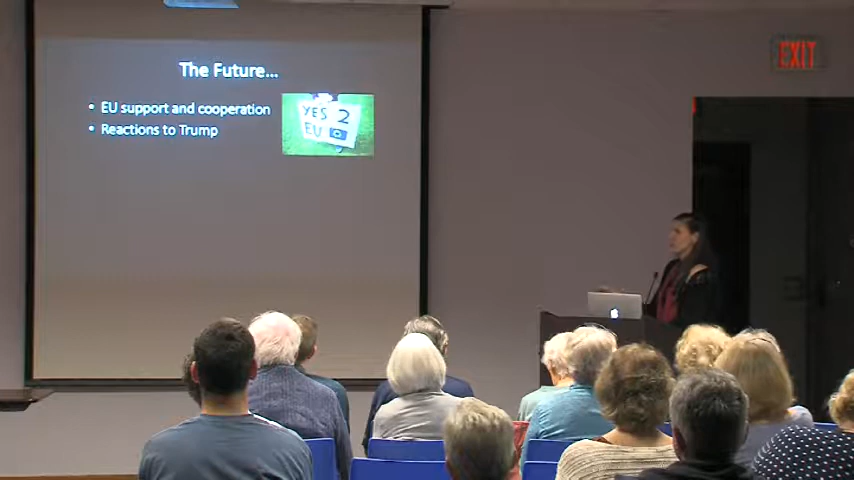 The Future...
• EU support and cooperation
• Reactions to Trump
YES 2
EU
EXIT